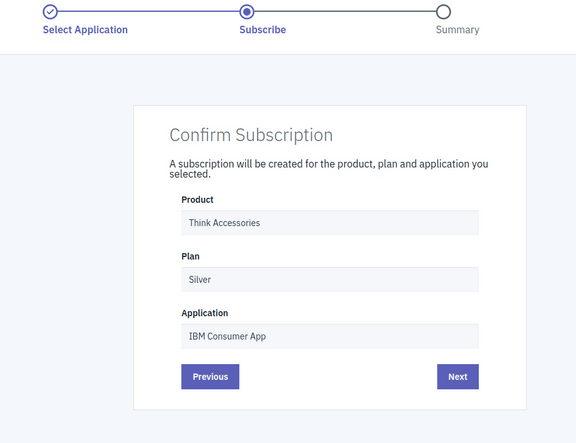 Select Application
Subscribe
Summary
Confirm Subscription
A subscription will be created for the product, plan and application you
selected.
Product
Think Accessories
Plan
Silver
Application
IBM Consumer App
Previous
Next